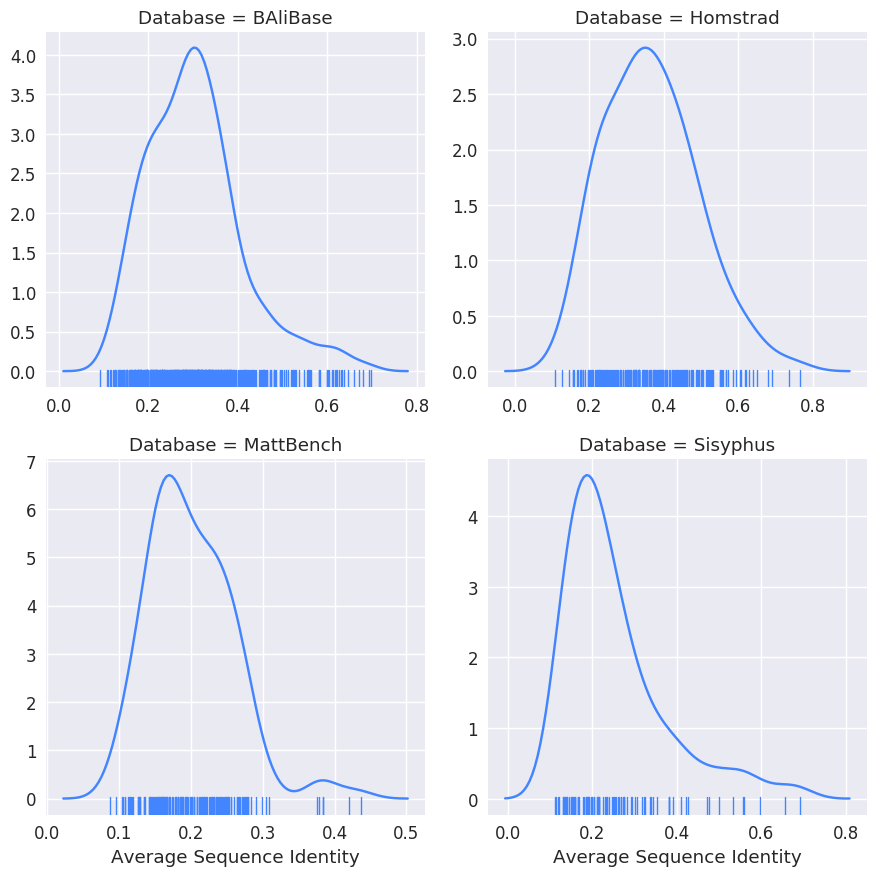 Database = BAliBase
4.0
3.5
3.0
2.5
2.0
1.5
1.0
0.5
0.0
0.0 0.2 0.4 0.6 0.8
Database = Homstrad
3.0
2.5
2.0
1.5
1.0
0.5
0.0
0.0 0.2 0.4 0.6 0.8
Database = MattBench
7
6
5
4
3
2
1
0
0.0 0.1 0.2 0.3 0.4 0.5
Average Sequence Identity
Database = Sisyphus
4
3
2
1
0
0.0 0.2 0.4 0.6 0.8
Average Sequence Identity